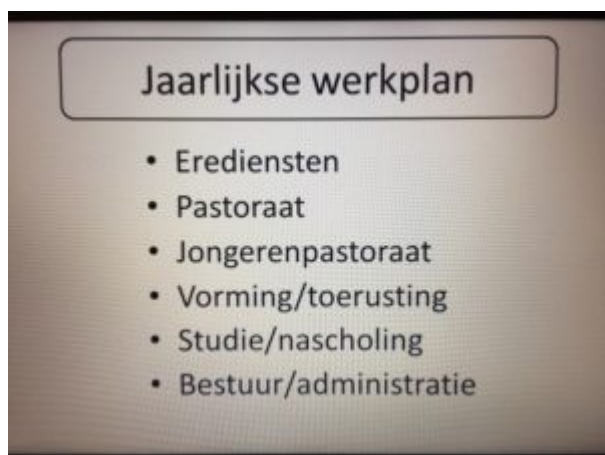 Jaarlijkse werkplan
• Erediensten
• Pastoraat
• Jongerenpastoraat
• Vorming/toerusting
• Studie/nascholing
• Bestuur/administratie